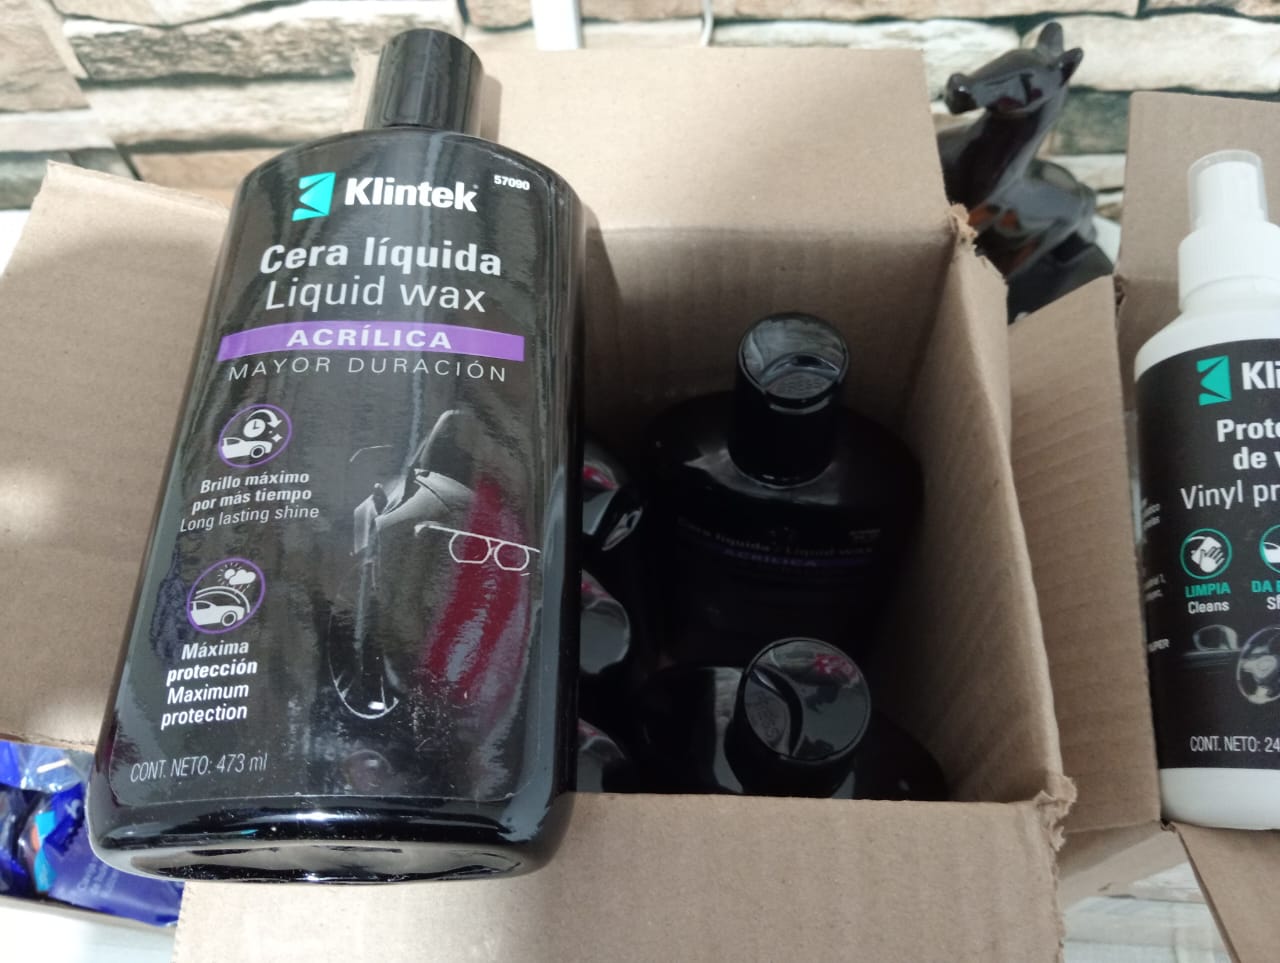 Klintek
57090
Cera líquida
Liquid wax
ACRÍLICA
MAYOR DURACIÓN
Brillo máximo
por más tiempo
Long lasting shine
Máxima
protección
Maximum
protection
CONT. NETO: 473 ml
Cera líquida / Liquid wax
ACRÍLICA
Kli
Prote
de v
Vinyl pr
LIMPIA
Cleans
DA
CONT. NETO: 24